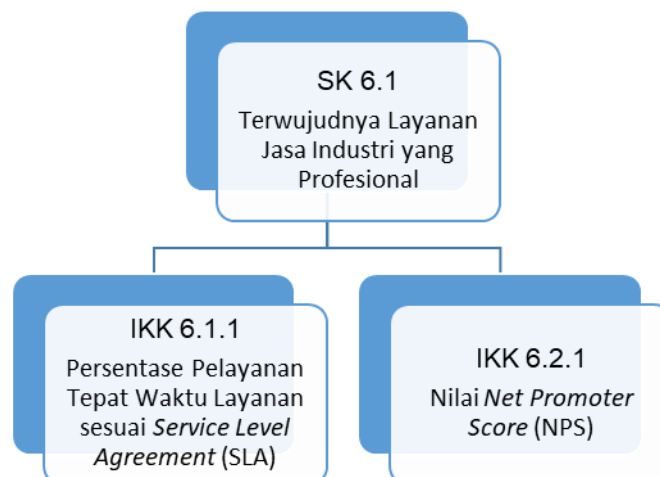 SK 6.1
Terwujudnya Layanan
Jasa Industri yang
Profesional
IKK 6.1.1
Persentase Pelayanan
Tepat Waktu Layanan
sesuai Service Level
Agreement (SLA)
IKK 6.2.1
Nilai Net Promoter
Score (NPS)